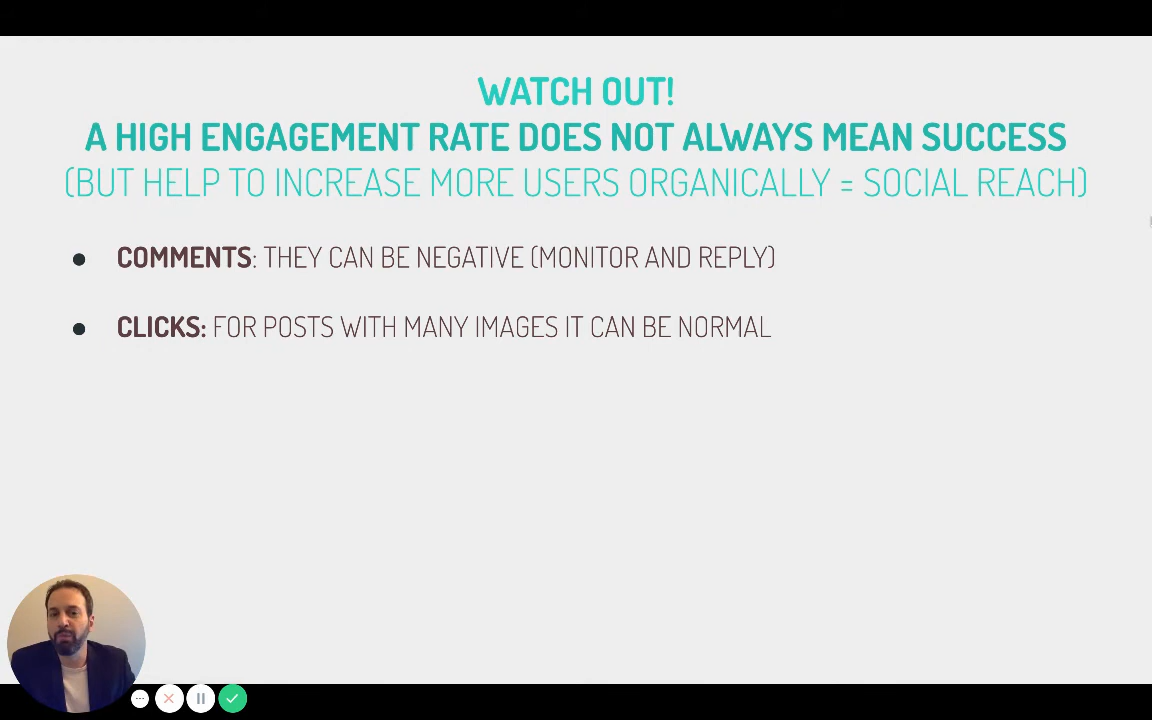 WATCH OUT!
A HIGH ENGAGEMENT RATE DOES NOT ALWAYS MEAN SUCCESS
(BUT HELP TO INCREASE MORE USERS ORGANICALLY = SOCIAL REACH)
● COMMENTS: THEY CAN BE NEGATIVE (MONITOR AND REPLY)
● CLICKS: FOR POSTS WITH MANY IMAGES IT CAN BE NORMAL